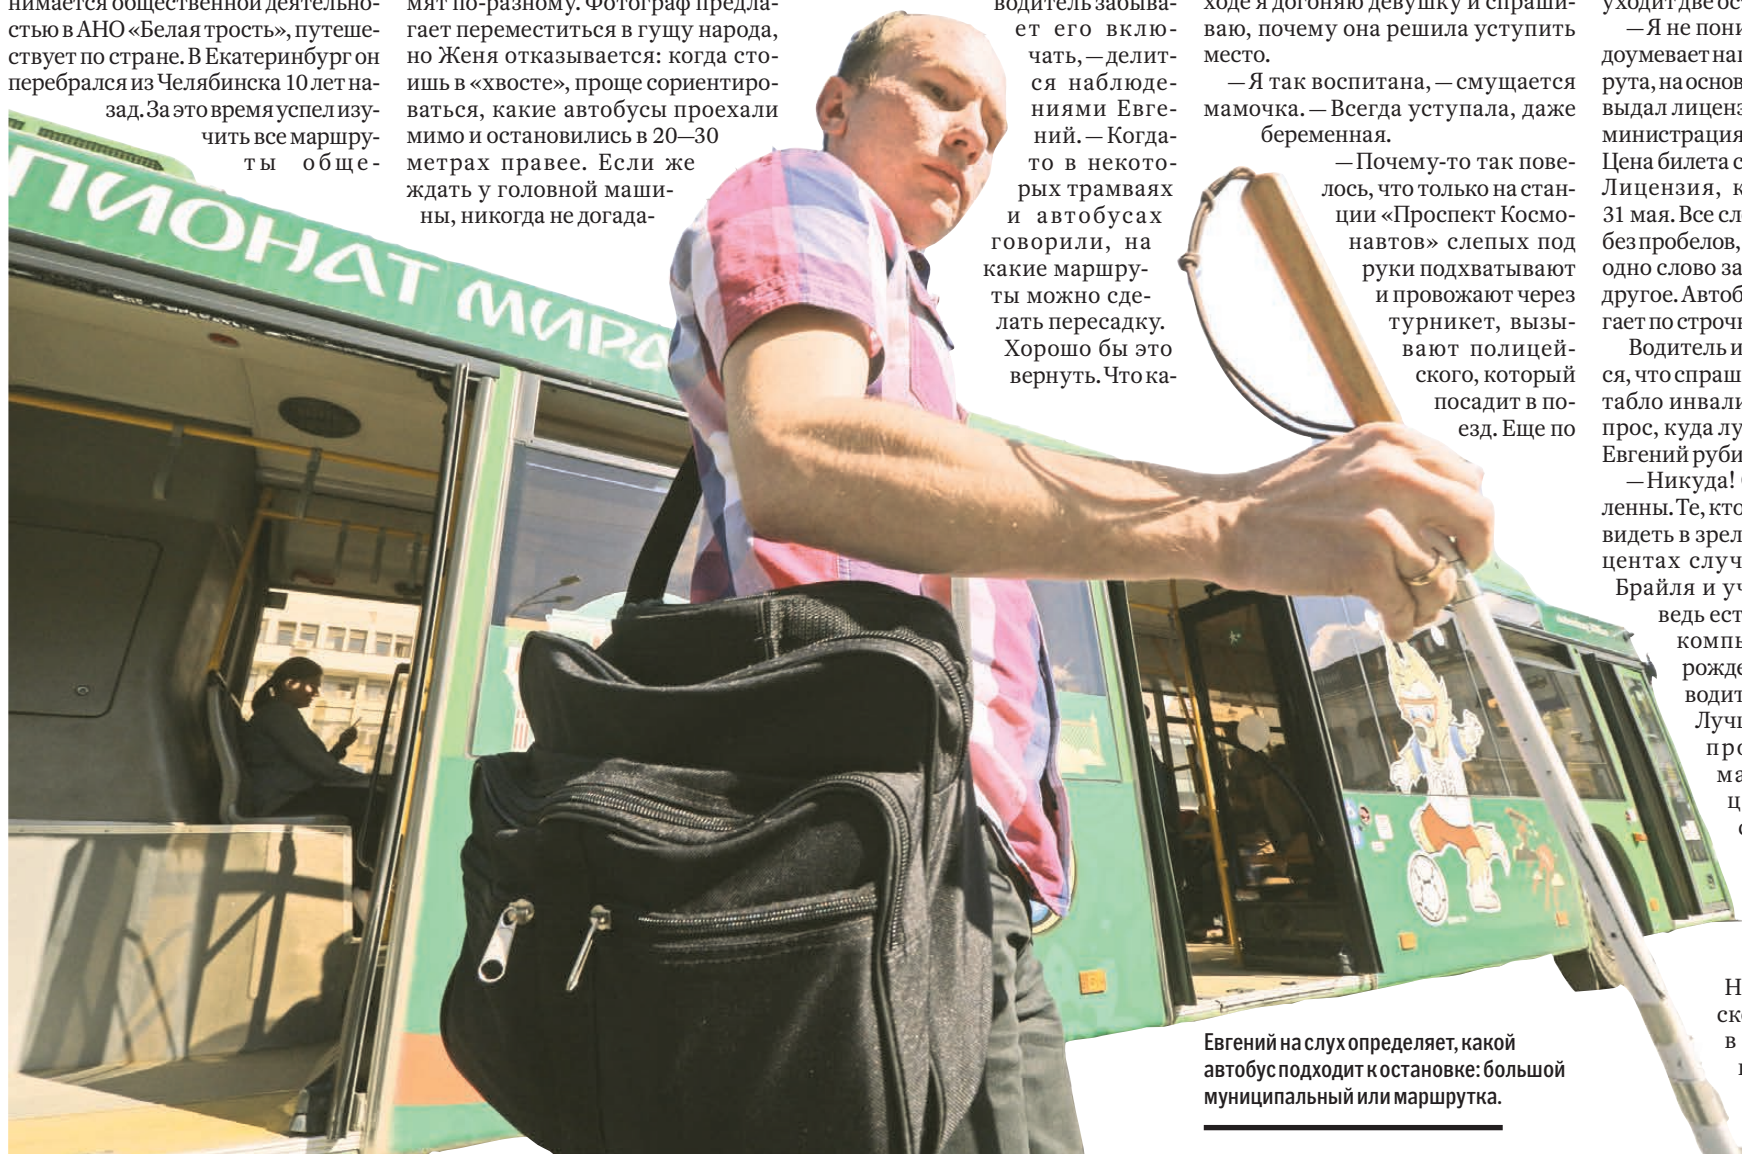 нимается общественной деятельно-
стью в АНО «Белая трость», путеше-
ствует по стране. В Екатеринбург он
перебрался из Челябинска 10 лет на-
зад. За это время успел изу-
чить все маршру-
ты обще-
мят по-разному. Фотограф предла-
гает переместиться в гущу народа,
но Женя отказывается: когда сто-
ишь в «хвосте», проще сориентиро-
ваться, какие автобусы проехали
мимо и остановились в 20—30
метрах правее. Если же
ждать у головной маши-
ны, никогда не догада-
водитель забыва-
ет его вклю-
чать, — делит-
ся наблюде-
ниями Евге-
ний. — Когда-
то в некото-
рых трамваях
и автобусах
говорили, на
какие маршру-
ты можно сде-
лать пересадку.
Хорошо бы это
вернуть. Что ка-
ходе я догоняю девушку и спраши-
ваю, почему она решила уступить
место.
— Я так воспитана, — смущается
мамочка. — Всегда уступала, даже
беременная.
— Почему-то так пове-
лось, что только на стан-
ции «Проспект Космо-
навтов» слепых под
руки подхватывают
и провожают через
турникет, вызы-
вают полицей-
ского, который
посадит в по-
езд. Еще по
уходит две ос
— Я не пони
доумевает наг
рута, на основ
выдал лиценз
министрация
Цена билета с
Лицензия, к
31 мая. Все сло
без пробелов,
одно слово за
другое. Автоб
гает по строчк
Водитель и
ся, что спраш
табло инвали
прос, куда лу
Евгений руби
— Никуда!
ленны. Те, кто
видеть в зрел
центах случ
Брайля и уч
ведь ест
компь
рожде
водит
Лучш
про
ма
ц
с
Н
ск
в
ПИОНАТ МИРА
Евгений на слух определяет, какой
автобус подходит к остановке: большой
муниципальный или маршрутка.